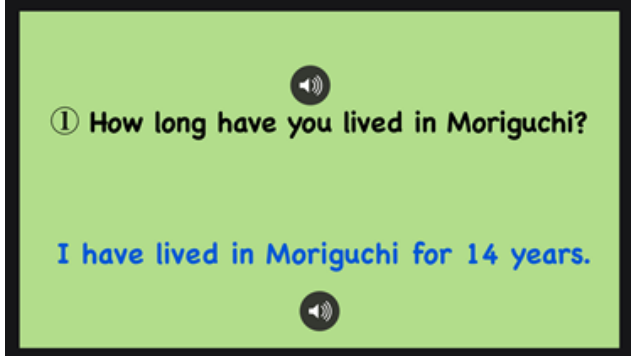 ① How long have you lived in Moriguchi?
I have lived in Moriguchi for 14 years.